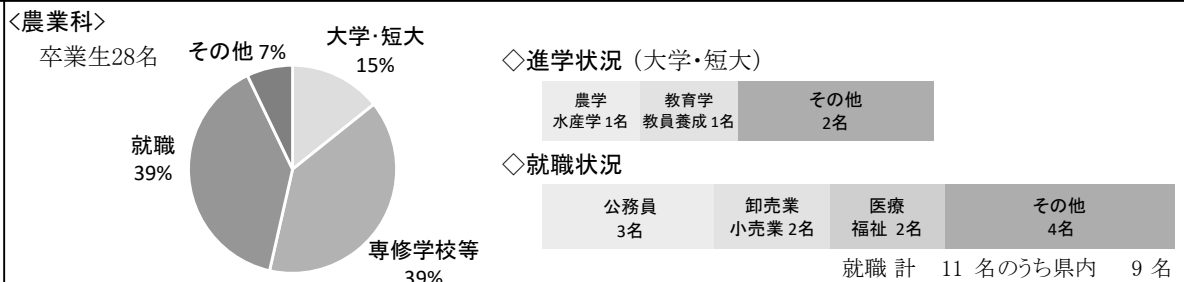 <農業科>
卒業生28名
その他 7%
大学・短大
15%
就職
39%
専修学校等
39%
◇進学状況（大学・短大）
農学
水産学 1名
教育学
教員養成 1名
その他
2名
◇就職状況
公務員
3名
卸売業
小売業 2名
医療
福祉 2名
その他
4名
就職 計 11 名のうち県内 9 名